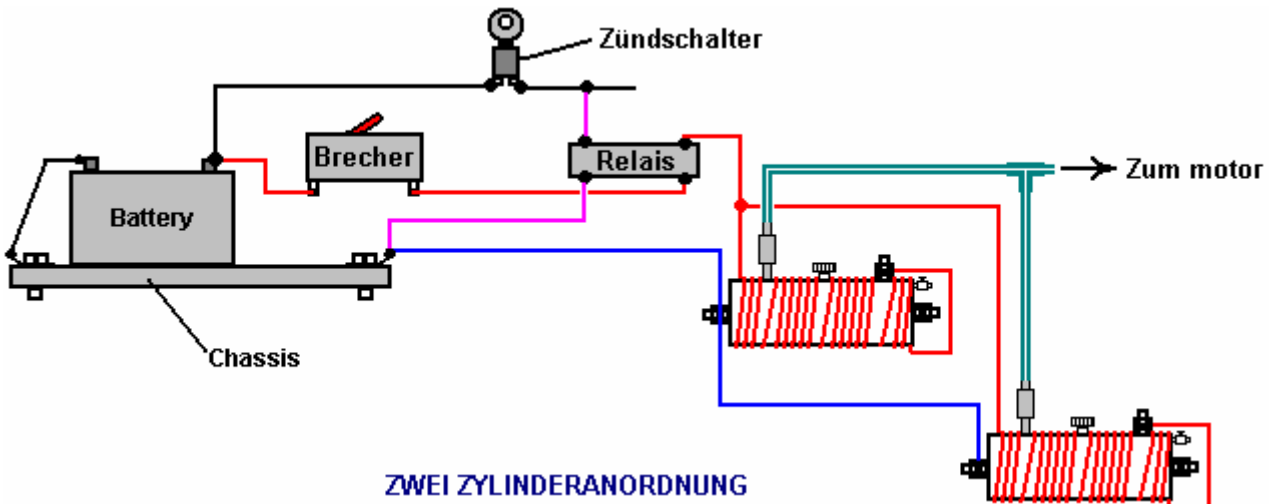 Zündschalter
Brecher
Relais
Zum motor
Battery
Chassis
ZWEI ZYLINDERANORDNUNG